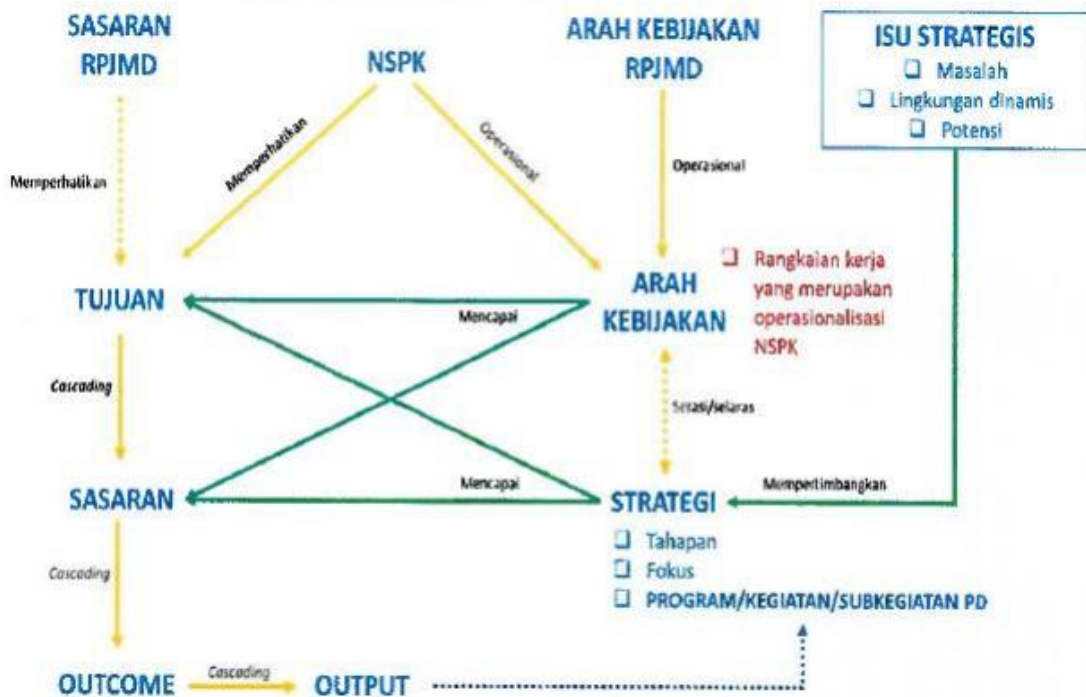 SASARAN
RPJMD
NSPK
ARAH KEBIJAKAN
RPJMD
ISU STRATEGIS
Masalah
Lingkungan dinamis
Potensi
Memperhatikan
Memperhatikan
Operasional
Operasional
TUJUAN
Mencapai
ARAH
KEBIJAKAN
Rangkaian kerja
yang merupakan
operasionalisasi
NSPK
Cascading
Serasi/selaras
SASARAN
Mencapai
STRATEGI
Mempertimbangkan
Tahapan
Fokus
PROGRAM/KEGIATAN/SUBKEGIATAN PD
Cascading
OUTCOME
Cascading
OUTPUT